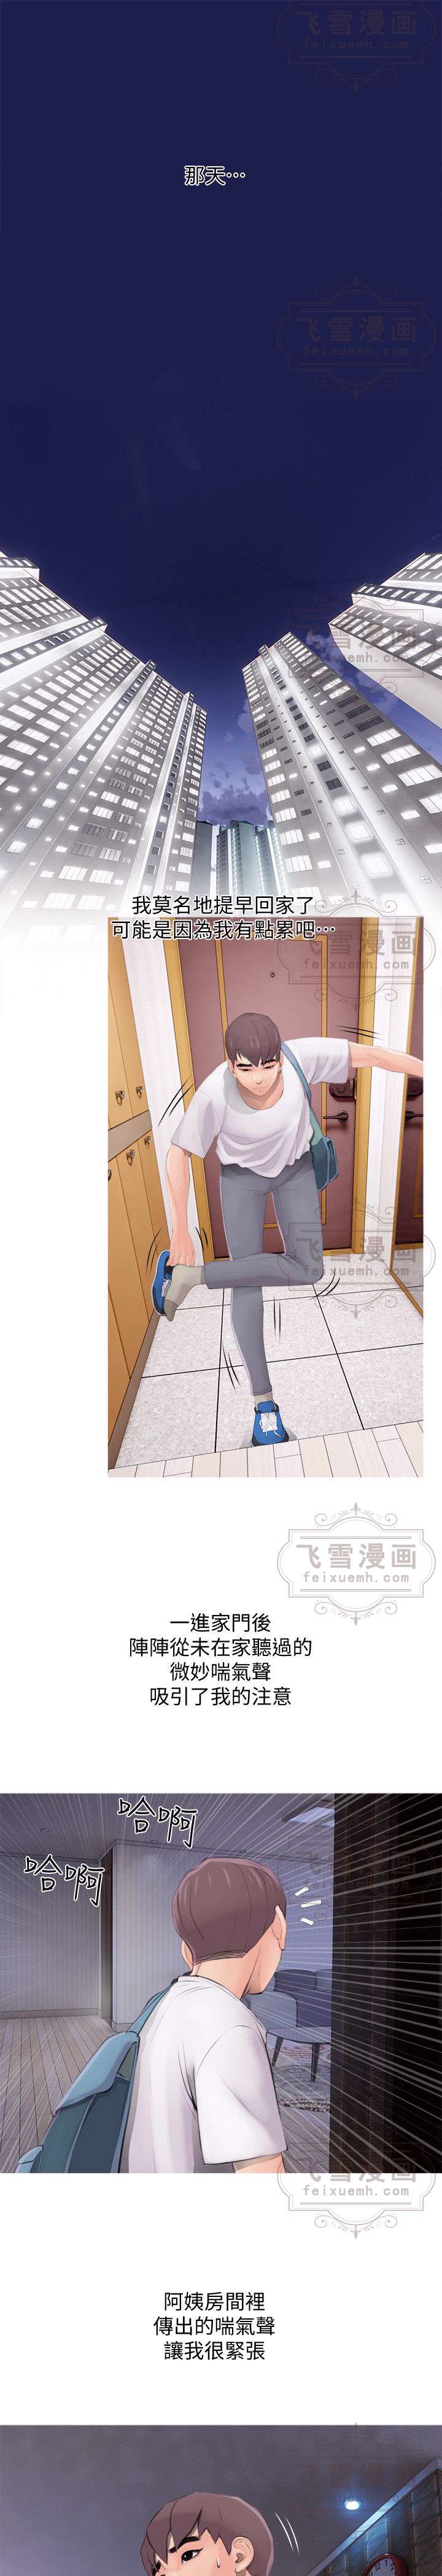 飞雪漫画
feixuemh.com
那天…
飞雪漫画
feixuemh.com
飞雪漫画
feixuemh.com
我莫名地提早回家了
可能是因為我有點累吧…
飞雪漫画
feixuemh.com
飞雪漫画
feixuemh.com
飞雪漫画
feixuemh.com
一進家門後
陣陣從未在家聽過的
微妙喘氣聲
吸引了我的注意
哈啊
哈啊
飞雪漫画
feixuemh.com
飞雪漫画
feixuemh.com
阿姨房間裡
傳出的喘氣聲
讓我很緊張